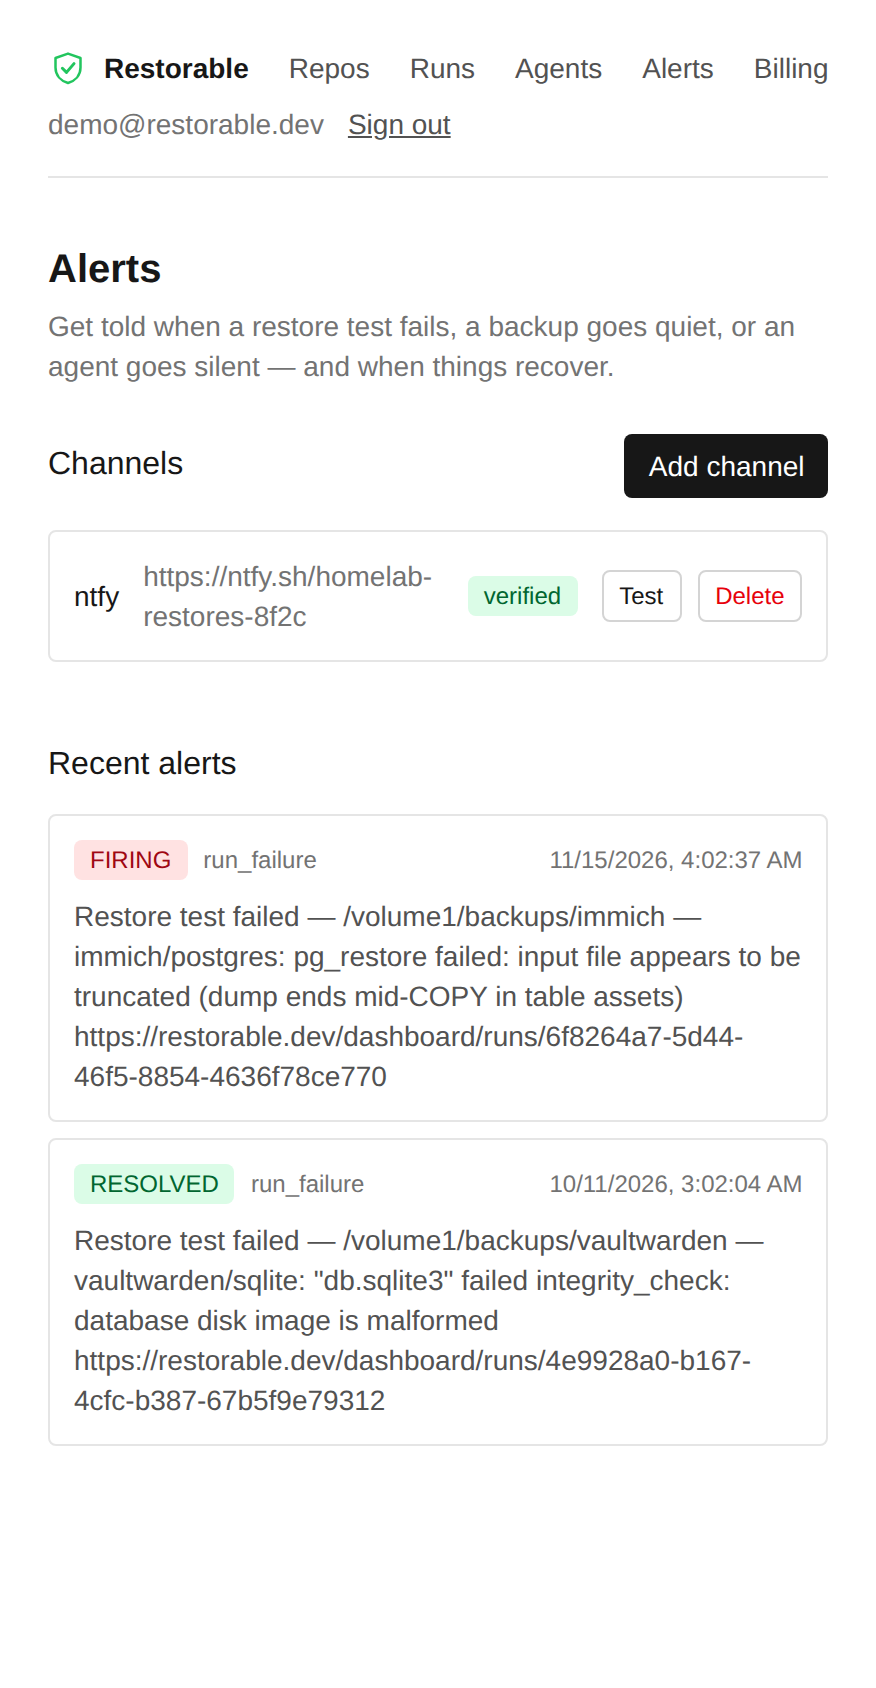 Restorable Repos Runs Agents Alerts Billing
demo@restorable.dev Sign out
Alerts
Get told when a restore test fails, a backup goes quiet, or an
agent goes silent — and when things recover.
Channels Add channel
ntfy https://ntfy.sh/homelab-
restores-8f2c verified Test Delete
Recent alerts
FIRING run_failure 11/15/2026, 4:02:37 AM
Restore test failed — /volume1/backups/immich —
immich/postgres: pg_restore failed: input file appears to be
truncated (dump ends mid-COPY in table assets)
https://restorable.dev/dashboard/runs/6f8264a7-5d44-
46f5-8854-4636f78ce770
RESOLVED run_failure 10/11/2026, 3:02:04 AM
Restore test failed — /volume1/backups/vaultwarden —
vaultwarden/sqlite: "db.sqlite3" failed integrity_check:
database disk image is malformed
https://restorable.dev/dashboard/runs/4e9928a0-b167-
4cfc-b387-67b5f9e79312